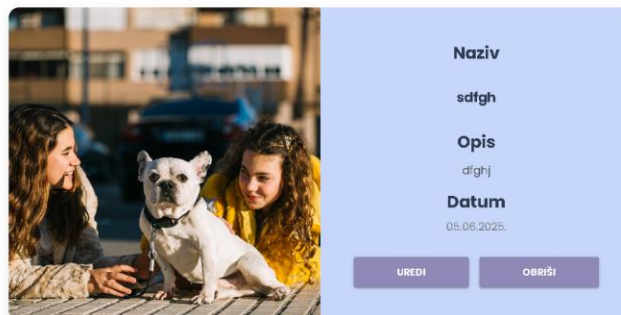 Naziv
sdfgh
Opis
dfghj
Datum
05.06.2025.
UREDI OBRIŠI